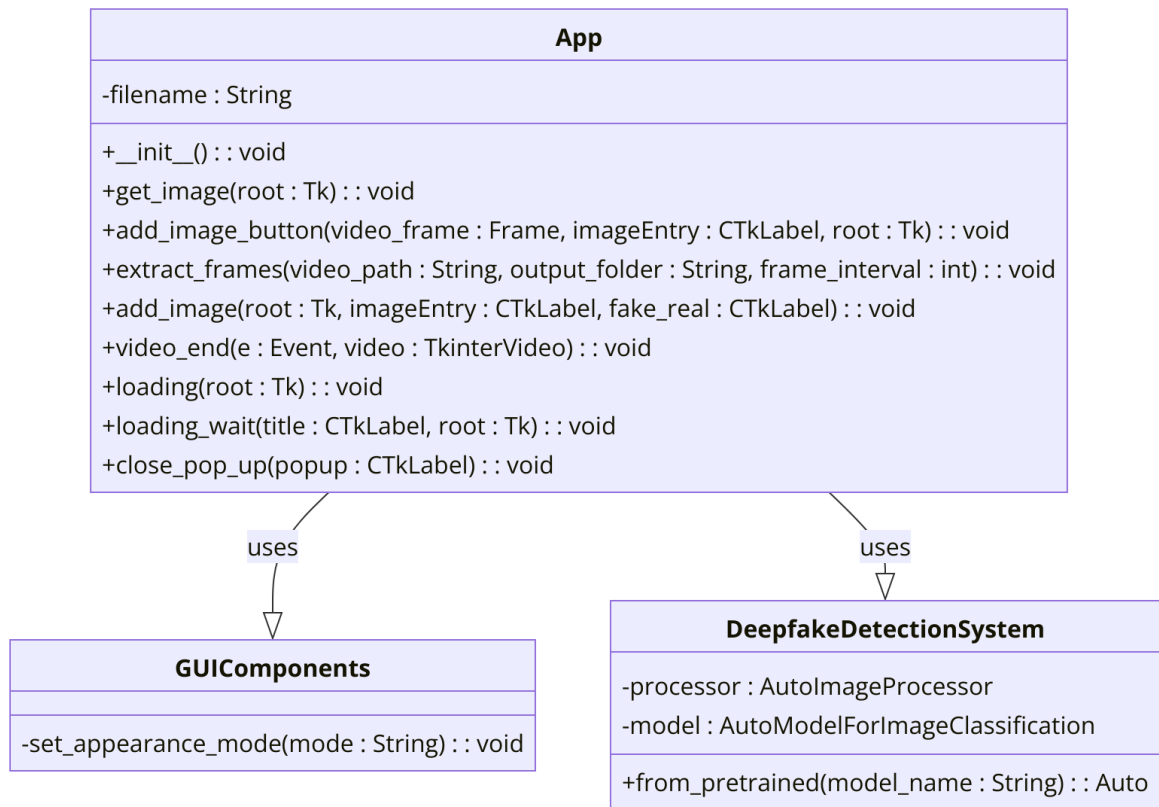 App
-filename : String
+__init__() : : void
+get_image(root : Tk) : : void
+add_image_button(video_frame : Frame, imageEntry : CTkLabel, root : Tk) : : void
+extract_frames(video_path : String, output_folder : String, frame_interval : int) : : void
+add_image(root : Tk, imageEntry : CTkLabel, fake_real : CTkLabel) : : void
+video_end(e : Event, video : TkinterVideo) : : void
+loading(root : Tk) : : void
+loading_wait(title : CTkLabel, root : Tk) : : void
+close_pop_up(popup : CTkLabel) : : void
uses
uses
GUIComponents
-set_appearance_mode(mode : String) : : void
DeepfakeDetectionSystem
-processor : AutoImageProcessor
-model : AutoModelForImageClassification
+from_pretrained(model_name : String) : : Auto